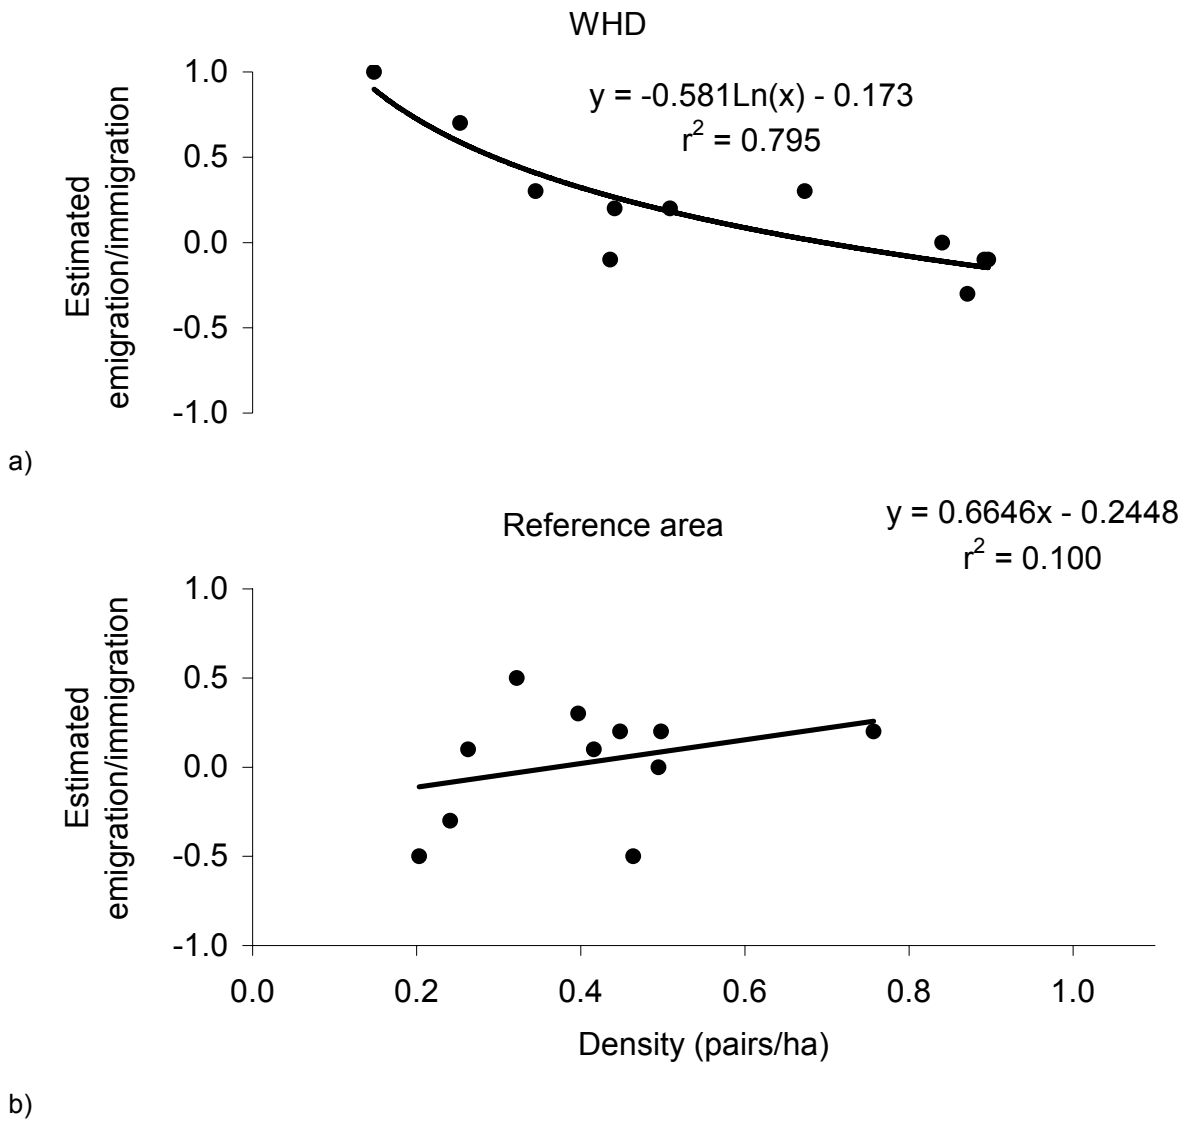 WHD
y = -0.581Ln(x) - 0.173
r² = 0.795
Estimated
emigration/immigration
1.0
0.5
0.0
-0.5
-1.0
a)
Reference area
y = 0.6646x - 0.2448
r² = 0.100
Estimated
emigration/immigration
1.0
0.5
0.0
-0.5
-1.0
0.0 0.2 0.4 0.6 0.8 1.0
Density (pairs/ha)
b)